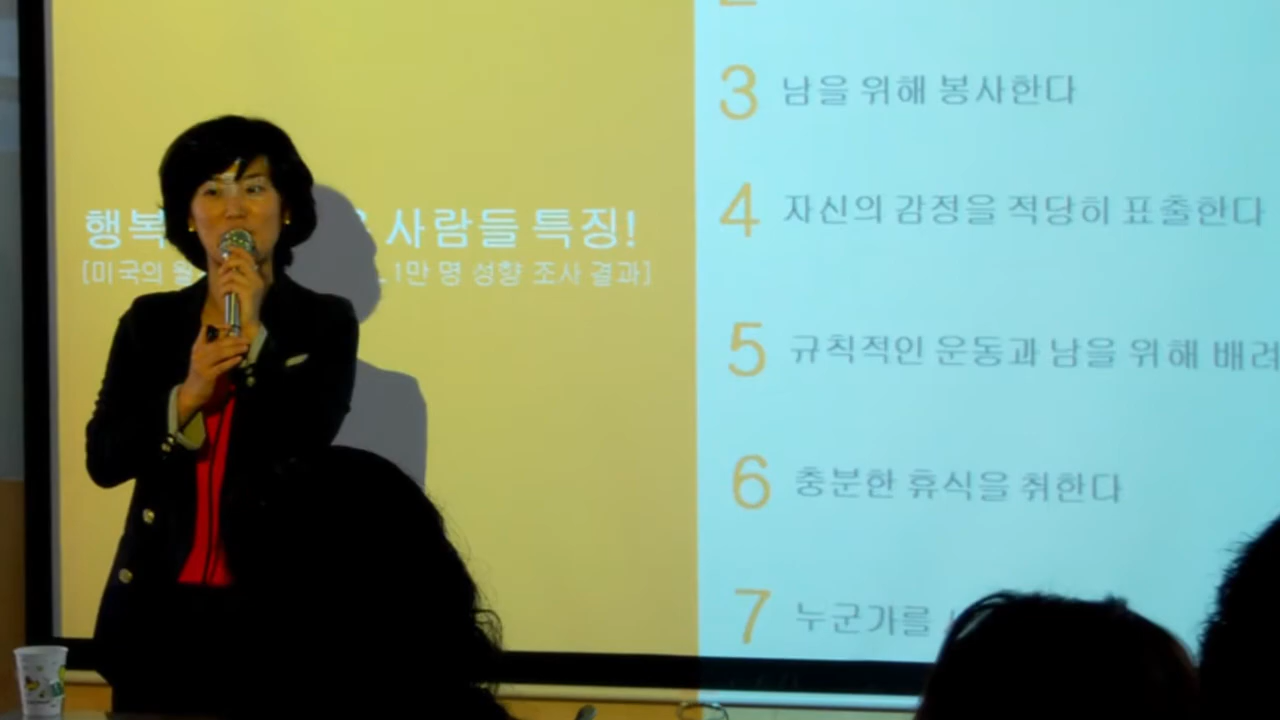 행복 사람들 특징!
[미국의 월 1만 명 성향 조사 결과]
3 남을 위해 봉사한다
4 자신의 감정을 적당히 표출한다
5 규칙적인 운동과 남을 위해 배려
6 충분한 휴식을 취한다
7 누군가를